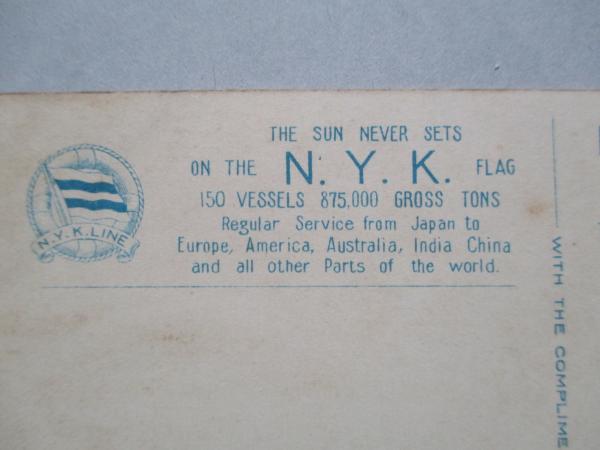 THE SUN NEVER SETS
ON THE N. Y. K. FLAG
150 VESSELS 875,000 GROSS TONS
Regular Service from Japan to
Europe, America, Australia, India China
and all other Parts of the world.
N.Y.K.LINE
WITH THE COMPLIME